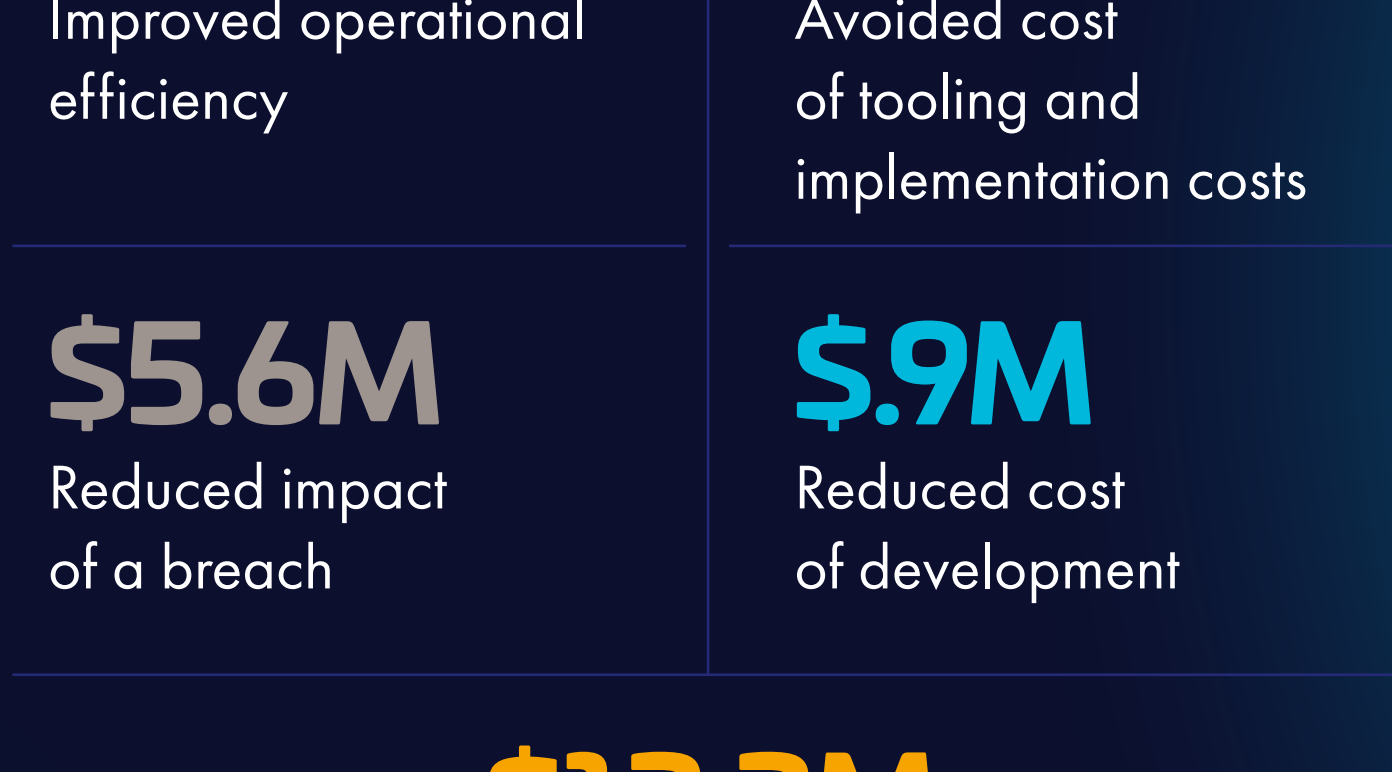 Improved operational
efficiency
Avoided cost
of tooling and
implementation costs
$5.6M
Reduced impact
of a breach
$.9M
Reduced cost
of development